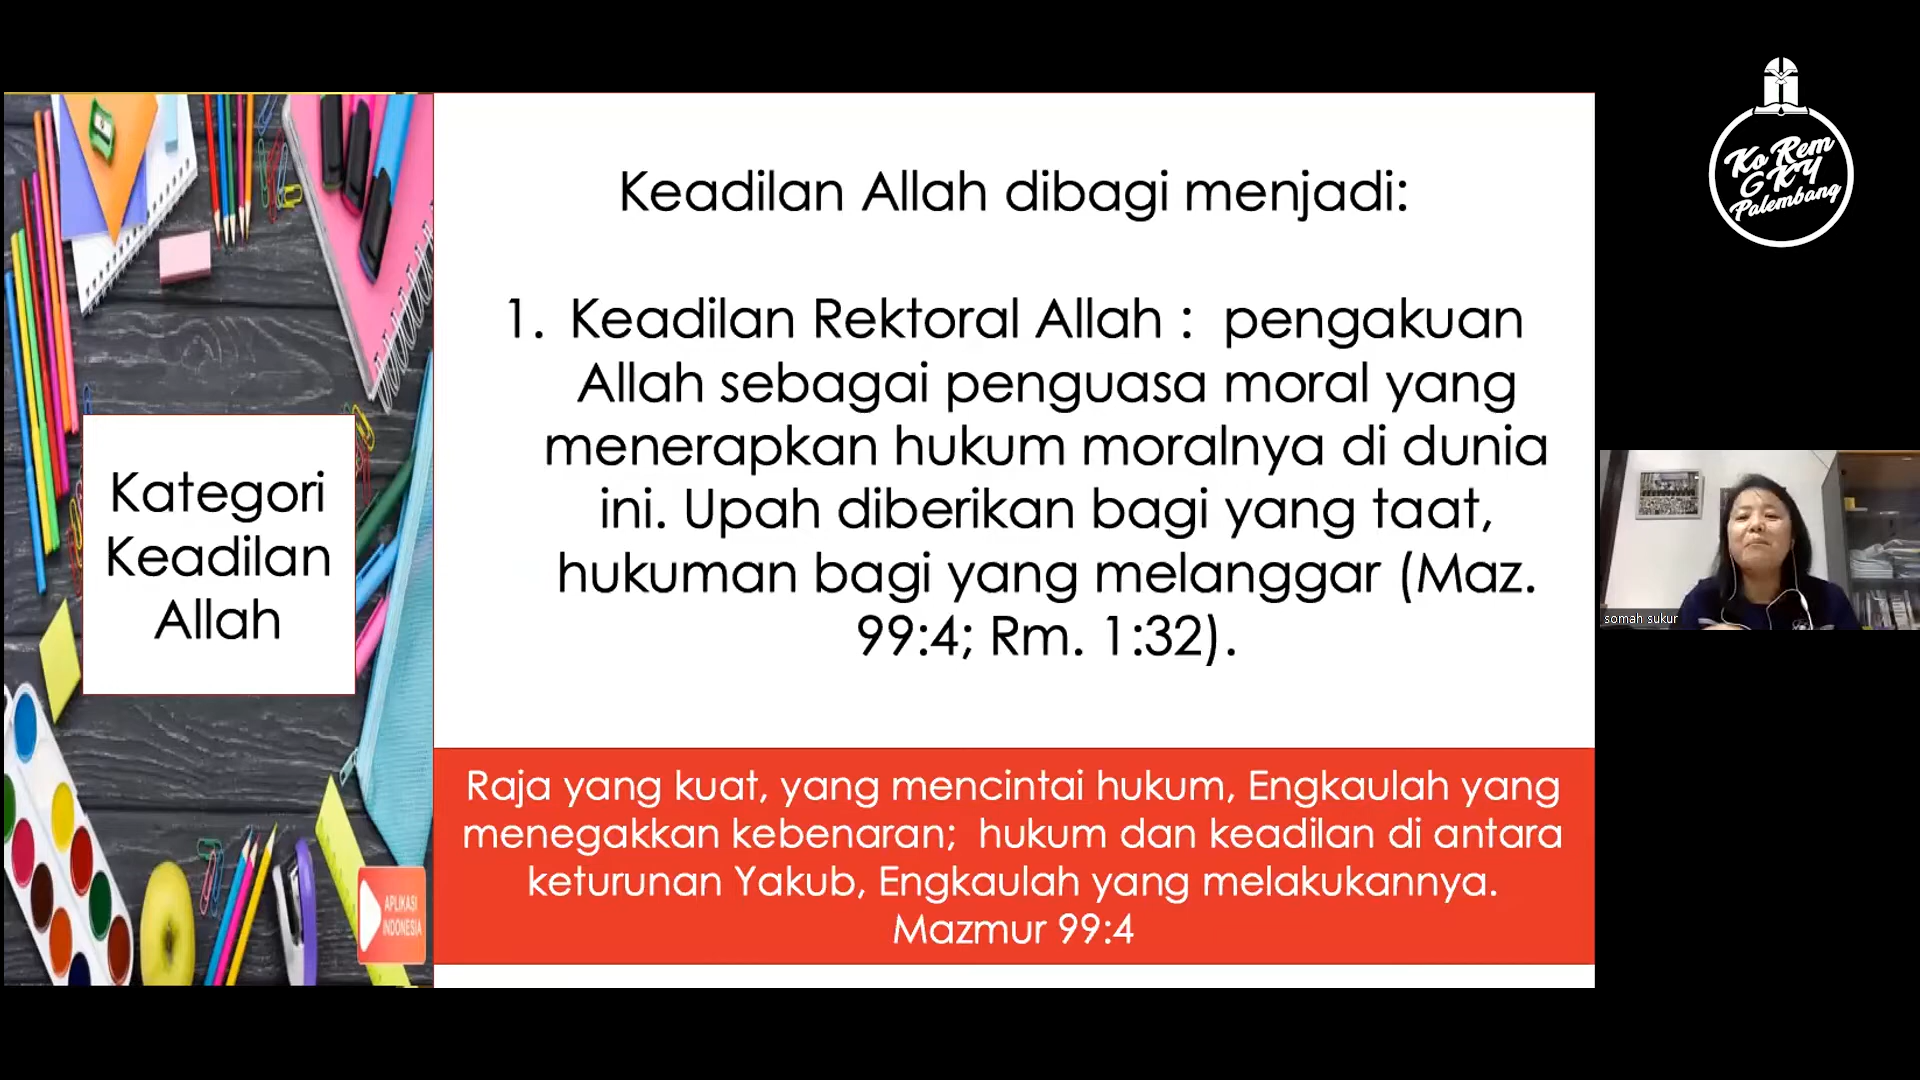 Kategori
Keadilan
Allah
Keadilan Allah dibagi menjadi:
1. Keadilan Rektoral Allah : pengakuan
Allah sebagai penguasa moral yang
menerapkan hukum moralnya di dunia
ini. Upah diberikan bagi yang taat,
hukuman bagi yang melanggar (Maz.
99:4; Rm. 1:32).
Raja yang kuat, yang mencintai hukum, Engkaulah yang
menegakkan kebenaran; hukum dan keadilan di antara
keturunan Yakub, Engkaulah yang melakukannya.
Mazmur 99:4
APLIKASI
INDONESIA
Ko Rem
GKY
Palembang
somah sukur